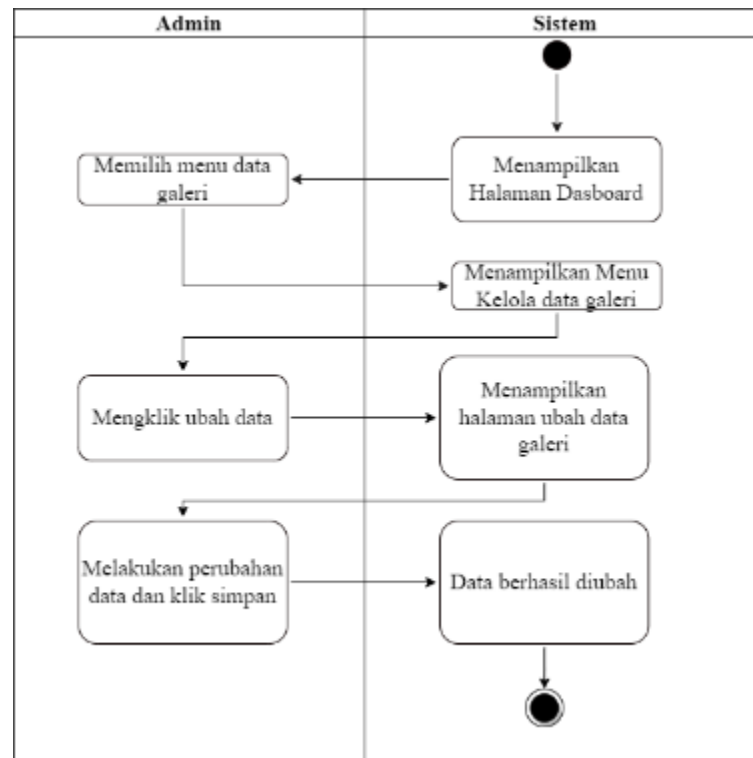 Admin
Sistem
Menampilkan
Halaman Dasboard
Memilih menu data
galeri
Menampilkan Menu
Kelola data galeri
Mengklik ubah data
Menampilkan
halaman ubah data
galeri
Melakukan perubahan
data dan klik simpan
Data berhasil diubah